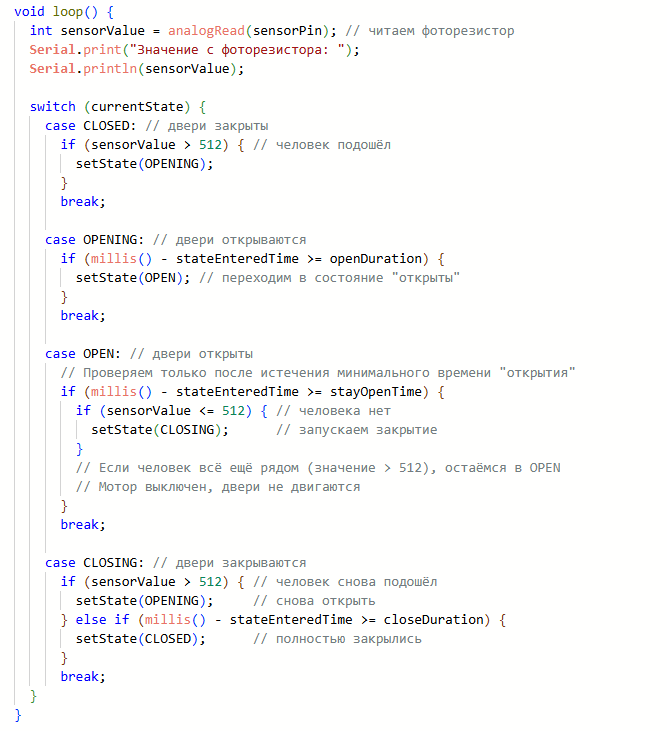 void loop() {
  int sensorValue = analogRead(sensorPin); // читаем фоторезистор
  Serial.print("Значение с фоторезистора: ");
  Serial.println(sensorValue);

  switch (currentState) {
    case CLOSED: // двери закрыты
      if (sensorValue > 512) { // человек подошёл
        setState(OPENING);
      }
      break;

    case OPENING: // двери открываются
      if (millis() - stateEnteredTime >= openDuration) {
        setState(OPEN); // переходим в состояние "открыты"
      }
      break;

    case OPEN: // двери открыты
      // Проверяем только после истечения минимального времени "открытия"
      if (millis() - stateEnteredTime >= stayOpenTime) {
        if (sensorValue <= 512) { // человека нет
          setState(CLOSING);      // запускаем закрытие
        }
        // Если человек всё ещё рядом (значение > 512), остаёмся в OPEN
        // Мотор выключен, двери не двигаются
      }
      break;

    case CLOSING: // двери закрываются
      if (sensorValue > 512) { // человек снова подошёл
        setState(OPENING);     // снова открыть
      } else if (millis() - stateEnteredTime >= closeDuration) {
        setState(CLOSED);      // полностью закрылись
      }
      break;
  }
}